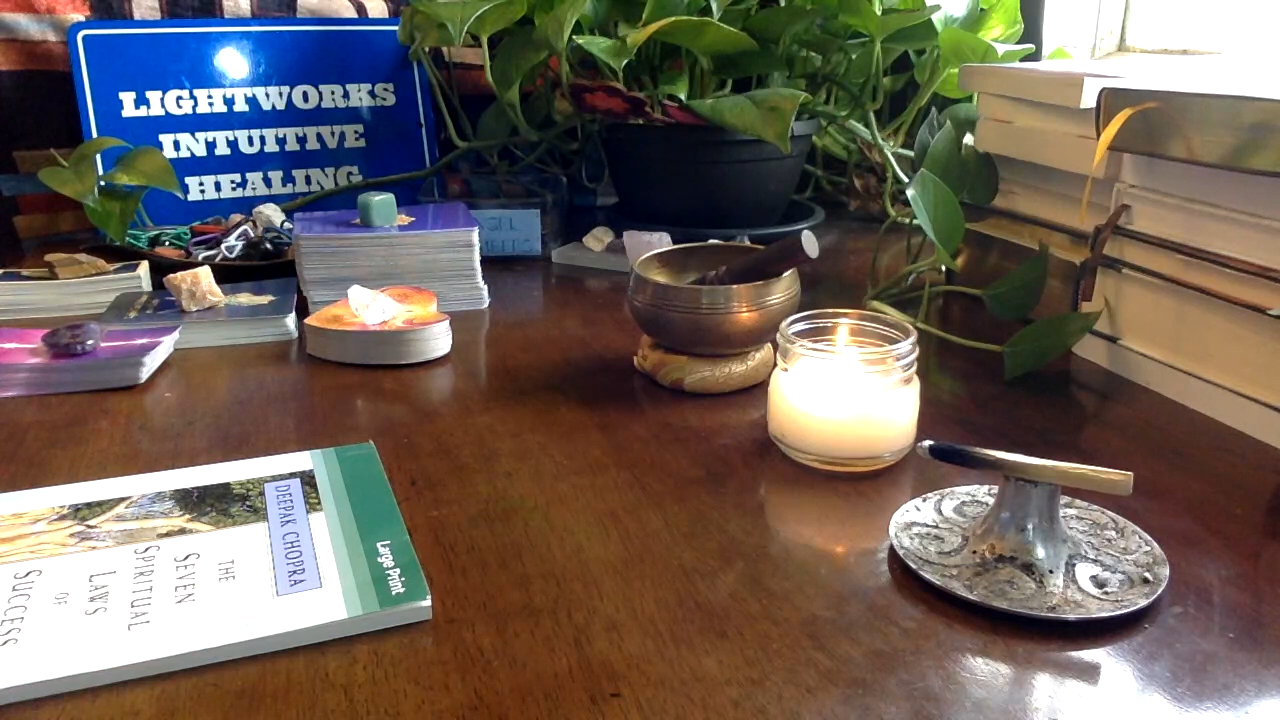 LIGHTWORKS
INTUITIVE
HEALING
DEEPAK CHOPRA
THE
SEVEN
SPIRITUAL
LAWS
OF
SUCCESS
Large Print